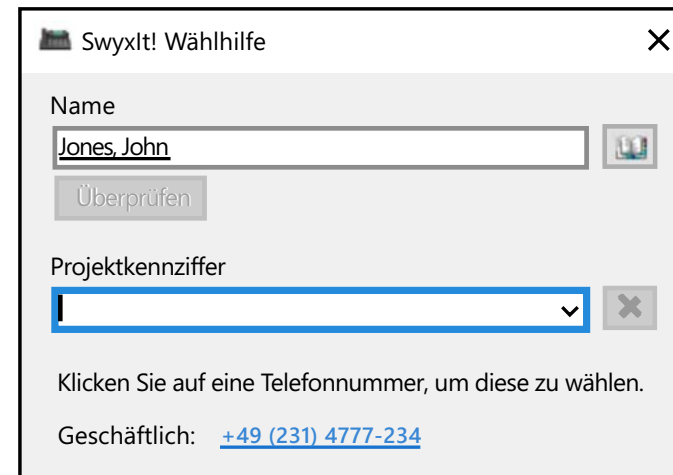 SwyxIt! Wählhilfe
Name
Jones, John
Überprüfen
Projektkennziffer
Klicken Sie auf eine Telefonnummer, um diese zu wählen.
Geschäftlich: +49 (231) 4777-234